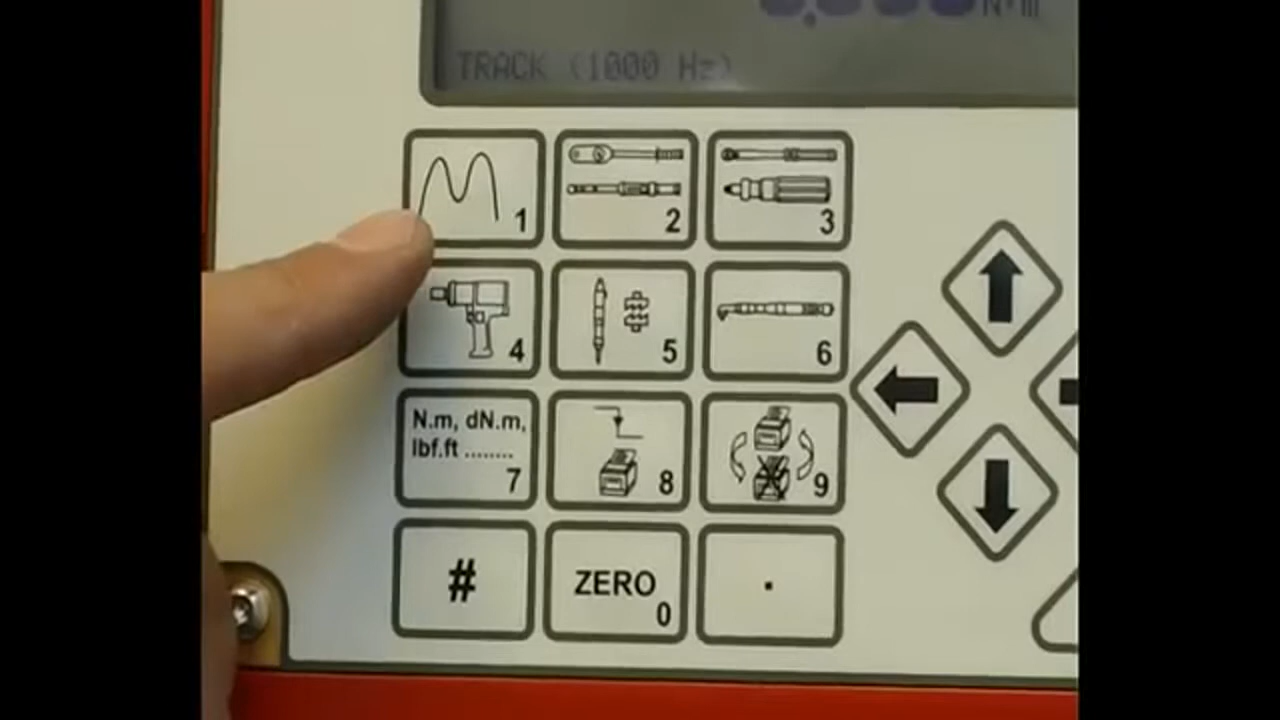 N·m
TRACK (1000 Hz)
1
2
3
4
5
6
N.m, dN.m,
lbf.ft ........
7
8
9
#
ZERO
0
.